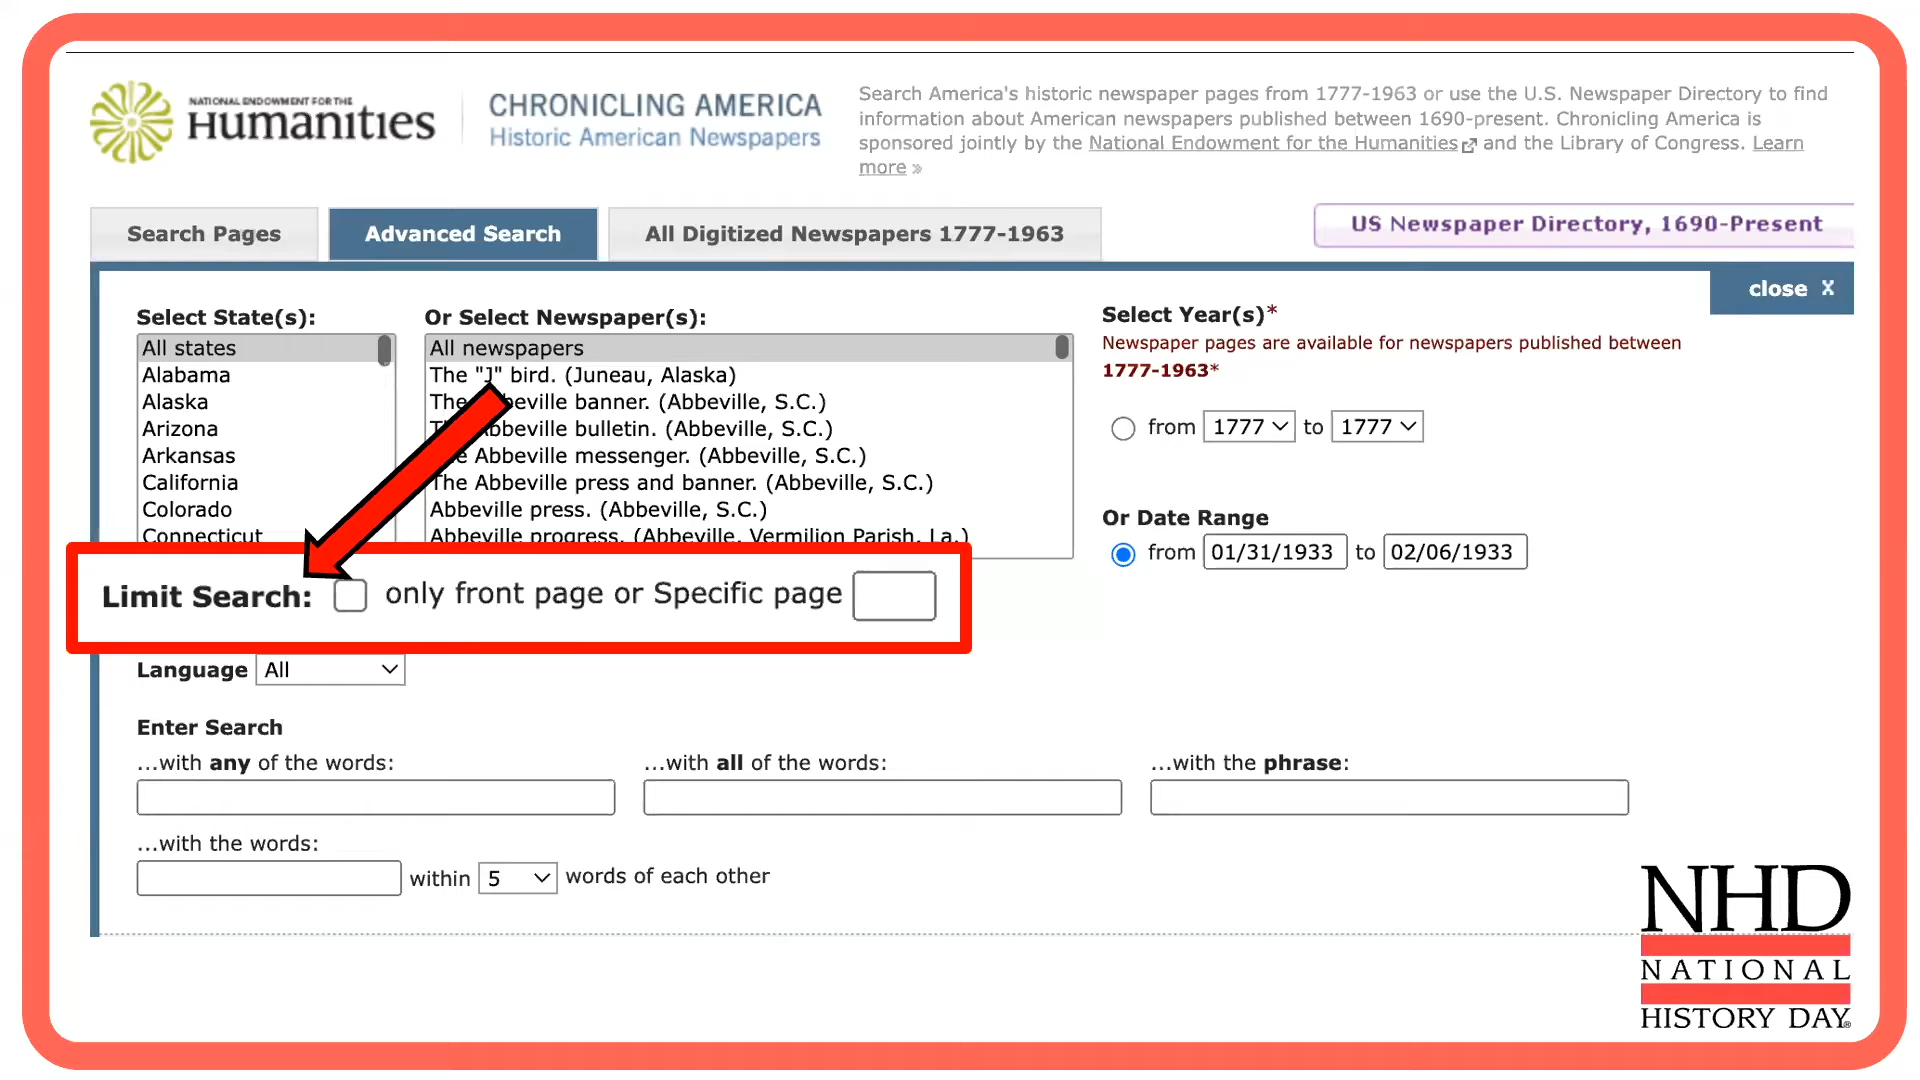 NATIONAL ENDOWMENT FOR THE
Humanities
CHRONICLING AMERICA
Historic American Newspapers
Search America's historic newspaper pages from 1777-1963 or use the U.S. Newspaper Directory to find
information about American newspapers published between 1690-present. Chronicling America is
sponsored jointly by the National Endowment for the Humanities and the Library of Congress. Learn
more »
Search Pages
Advanced Search
All Digitized Newspapers 1777-1963
US Newspaper Directory, 1690-Present
close X
Select State(s):
All states
Alabama
Alaska
Arizona
Arkansas
California
Colorado
Connecticut
Or Select Newspaper(s):
All newspapers
The "J" bird. (Juneau, Alaska)
The banner. (Abbeville, S.C.)
bulletin. (Abbeville, S.C.)
Abbeville messenger. (Abbeville, S.C.)
The Abbeville press and banner. (Abbeville, S.C.)
Abbeville press. (Abbeville, S.C.)
Abbeville progress. (Abbeville, Vermilion Parish, La.)
Select Year(s)*
Newspaper pages are available for newspapers published between
1777-1963*
from 1777 to 1777
Or Date Range
from 01/31/1933 to 02/06/1933
Limit Search: only front page or Specific page
Language All
Enter Search
...with any of the words:
...with all of the words:
...with the phrase:
...with the words:
within 5 words of each other
NHD
NATIONAL
HISTORY DAY®